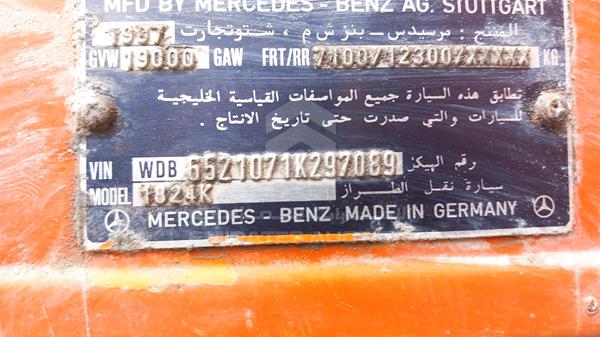 MFD BY MERCEDES - BENZ AG. STUTTGART
1997 المنتج : مرسيدس - بنز ش م ، شتوتجارت
GVW 19000 GAW FRT/RR 7100/12300/XXXXX KG
تطابق هذه السيارة جميع المواصفات القياسية الخليجية
للسيارات والتي صدرت حتى تاريخ الانتاج .
VIN WDB 6521071K297089 رقم الهيكل
MODEL 1824K سيارة نقل الطراز
MERCEDES - BENZ MADE IN GERMANY